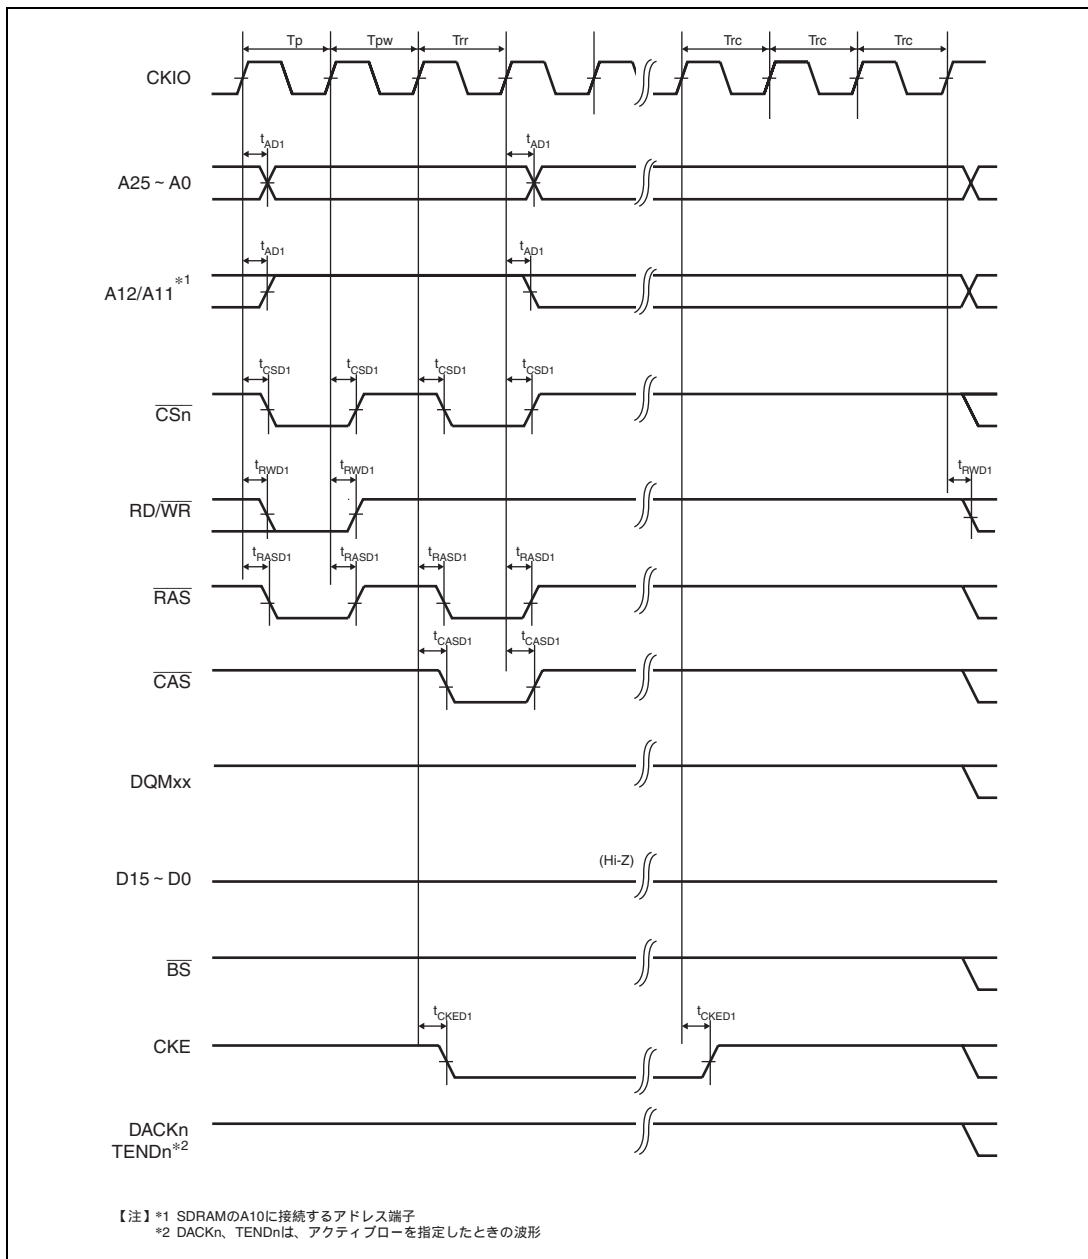 Tp Tpw Trr Trc Trc Trc
CKIO
tAD1 tAD1
A25 ~ A0
tAD1 tAD1
A12/A11*1
tCSD1 tCSD1 tCSD1 tCSD1
CSn
tRWD1 tRWD1 tRWD1
RD/WR
tRASD1 tRASD1 tRASD1 tRASD1
RAS
tCASD1 tCASD1
CAS
DQMxx
(Hi-Z)
D15 ~ D0
BS
tCKED1 tCKED1
CKE
DACKn
TENDn*2
【注】*1 SDRAMのA10に接続するアドレス端子
*2 DACKn、TENDnは、アクティブローを指定したときの波形